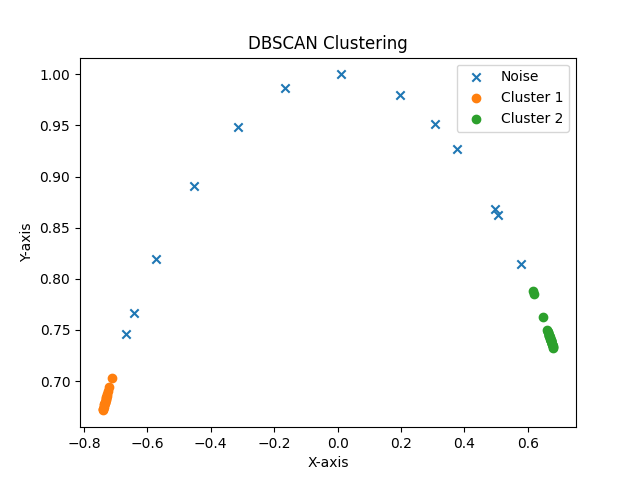 DBSCAN Clustering
Noise
Cluster 1
Cluster 2
1.00
0.95
0.90
0.85
0.80
0.75
0.70
Y-axis
−0.8 −0.6 −0.4 −0.2 0.0 0.2 0.4 0.6
X-axis